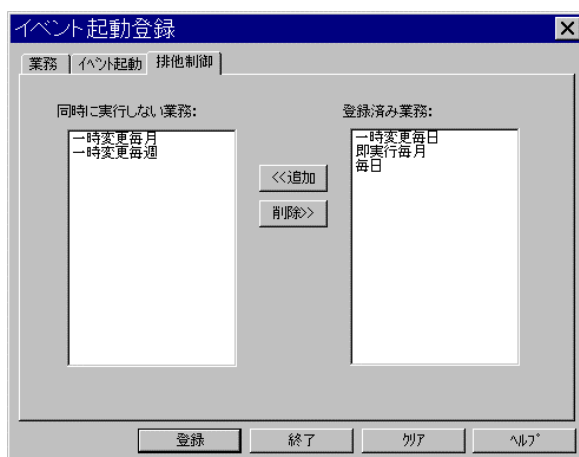 イベント起動登録
業務 ｲﾍﾞﾝﾄ起動 排他制御
同時に実行しない業務:
登録済み業務:
一時変更毎月
一時変更毎週
<<追加
削除>>
一時変更毎日
即実行毎月
毎日
登録 終了 ｸﾘｱ ﾍﾙﾌﾟ